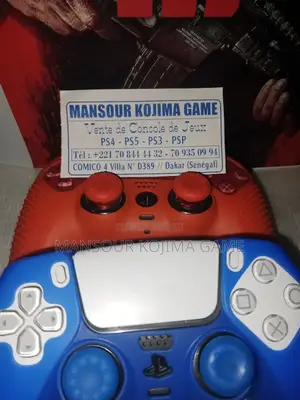 MANSOUR KOJIMA GAME
Vente de Console de Jeux
PS4 - PS5 - PS3 - PSP
Tél : +221 70 844 44 32 - 70 935 09 94
COMICO 4 Villa N° D389 // Dakar (Sénégal)
MANSOUR KOJIMA GAME